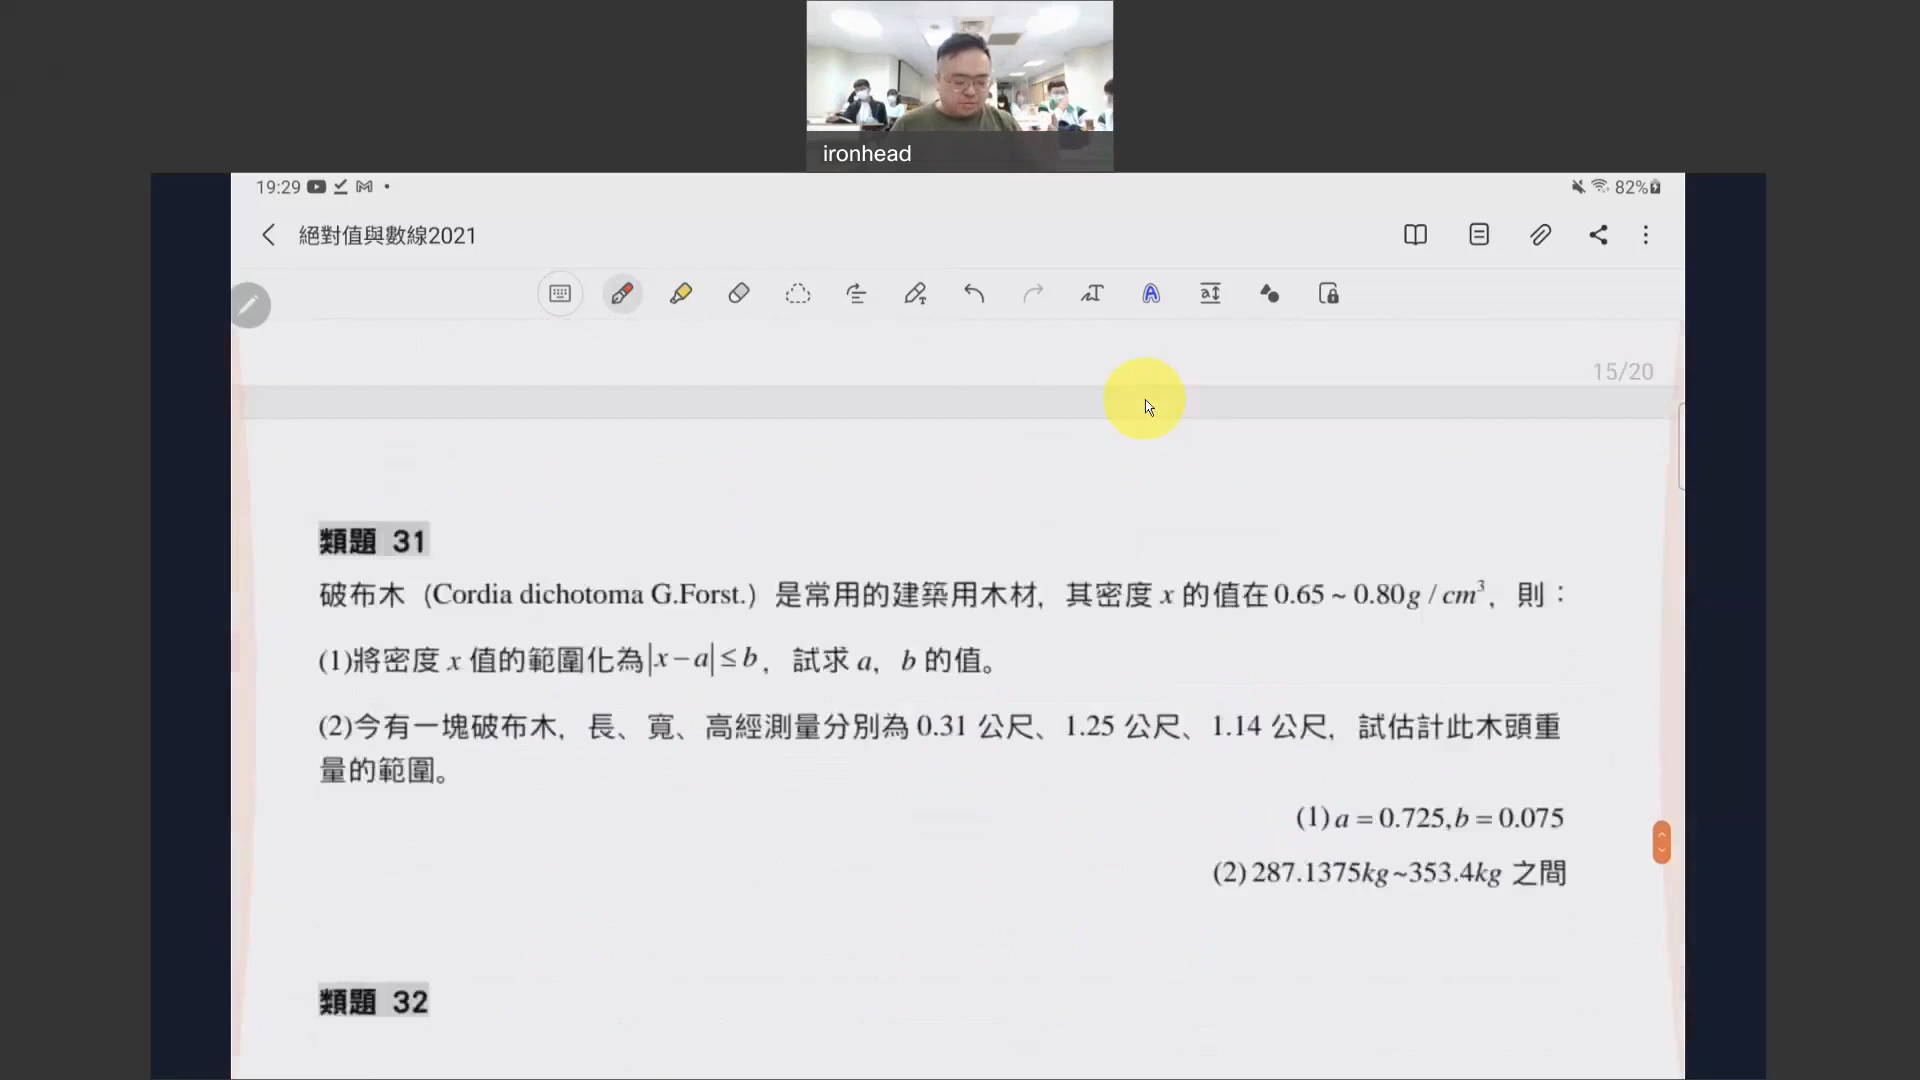 ironhead
19:29
82%
絕對值與數線2021
15/20
類題 31
破布木（Cordia dichotoma G.Forst.）是常用的建築用木材，其密度 x 的值在 0.65 ~ 0.80g / cm³，則：
(1)將密度 x 值的範圍化為|x−a|≤b，試求 a，b 的值。
(2)今有一塊破布木，長、寬、高經測量分別為 0.31 公尺、1.25 公尺、1.14 公尺，試估計此木頭重
量的範圍。
(1) a = 0.725,b = 0.075
(2) 287.1375kg~353.4kg 之間
類題 32